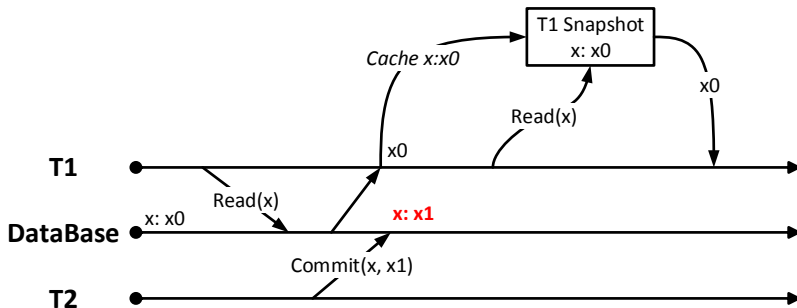 T1 Snapshot
x: x0
Cache x:x0
x0
Read(x)
x0
T1
Read(x)
x: x0
x: x1
DataBase
Commit(x, x1)
T2